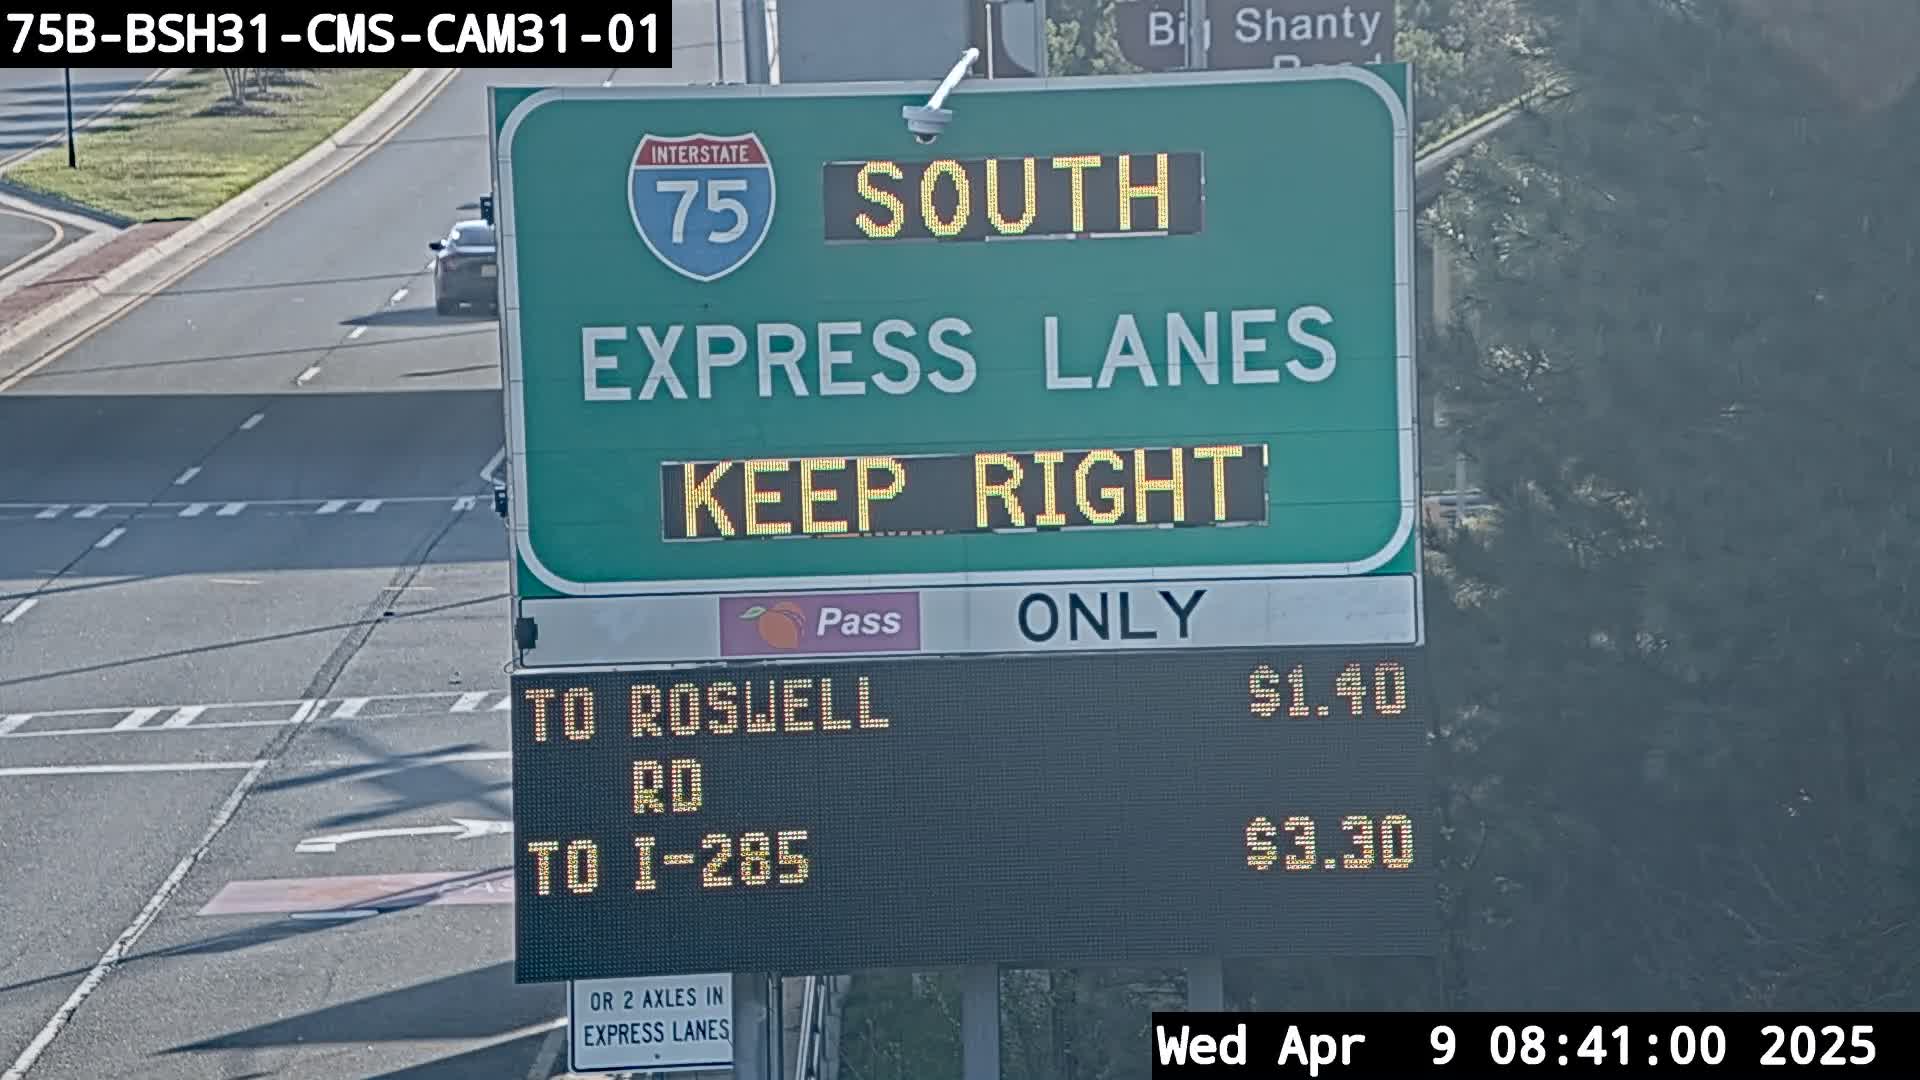 75B-BSH31-CMS-CAM31-01
Big Shanty
Road
INTERSTATE
75
SOUTH
EXPRESS LANES
KEEP RIGHT
Pass
ONLY
TO ROSWELL $1.40
RD
TO I-285 $3.30
OR 2 AXLES IN
EXPRESS LANES
Wed Apr 9 08:41:00 2025